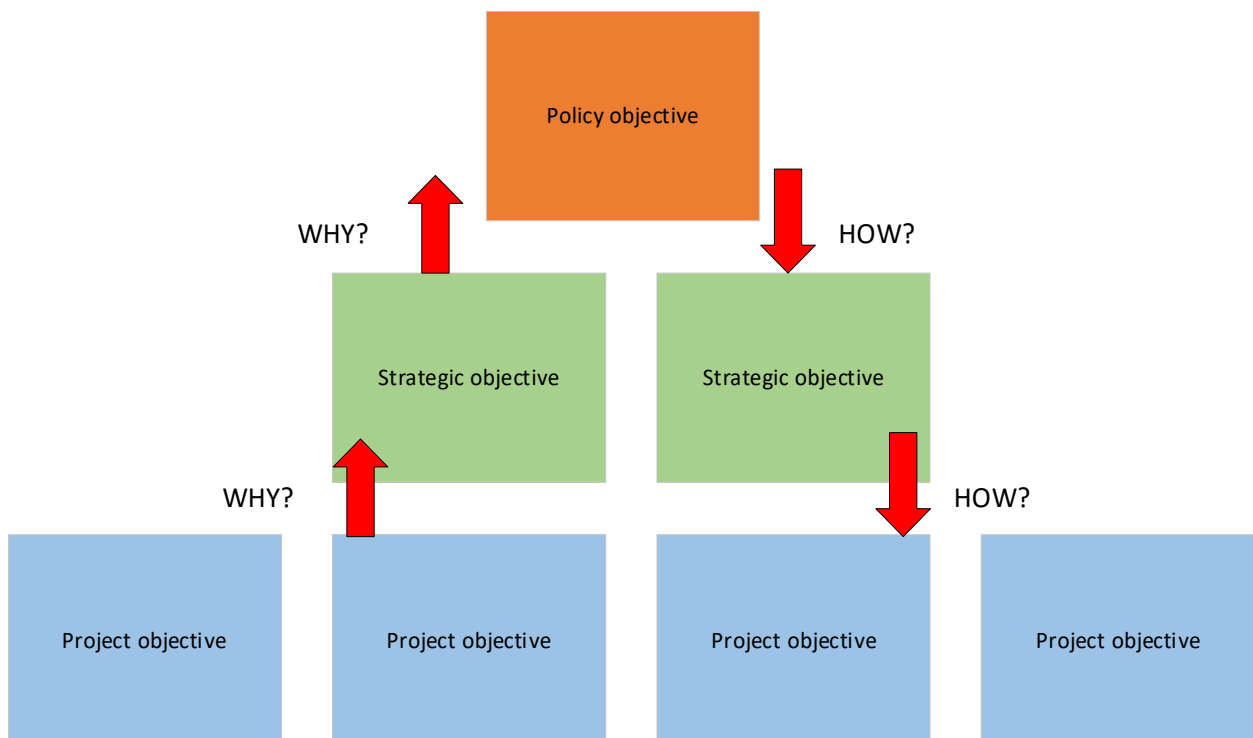 Policy objective
WHY?
HOW?
Strategic objective
Strategic objective
WHY?
HOW?
Project objective
Project objective
Project objective
Project objective